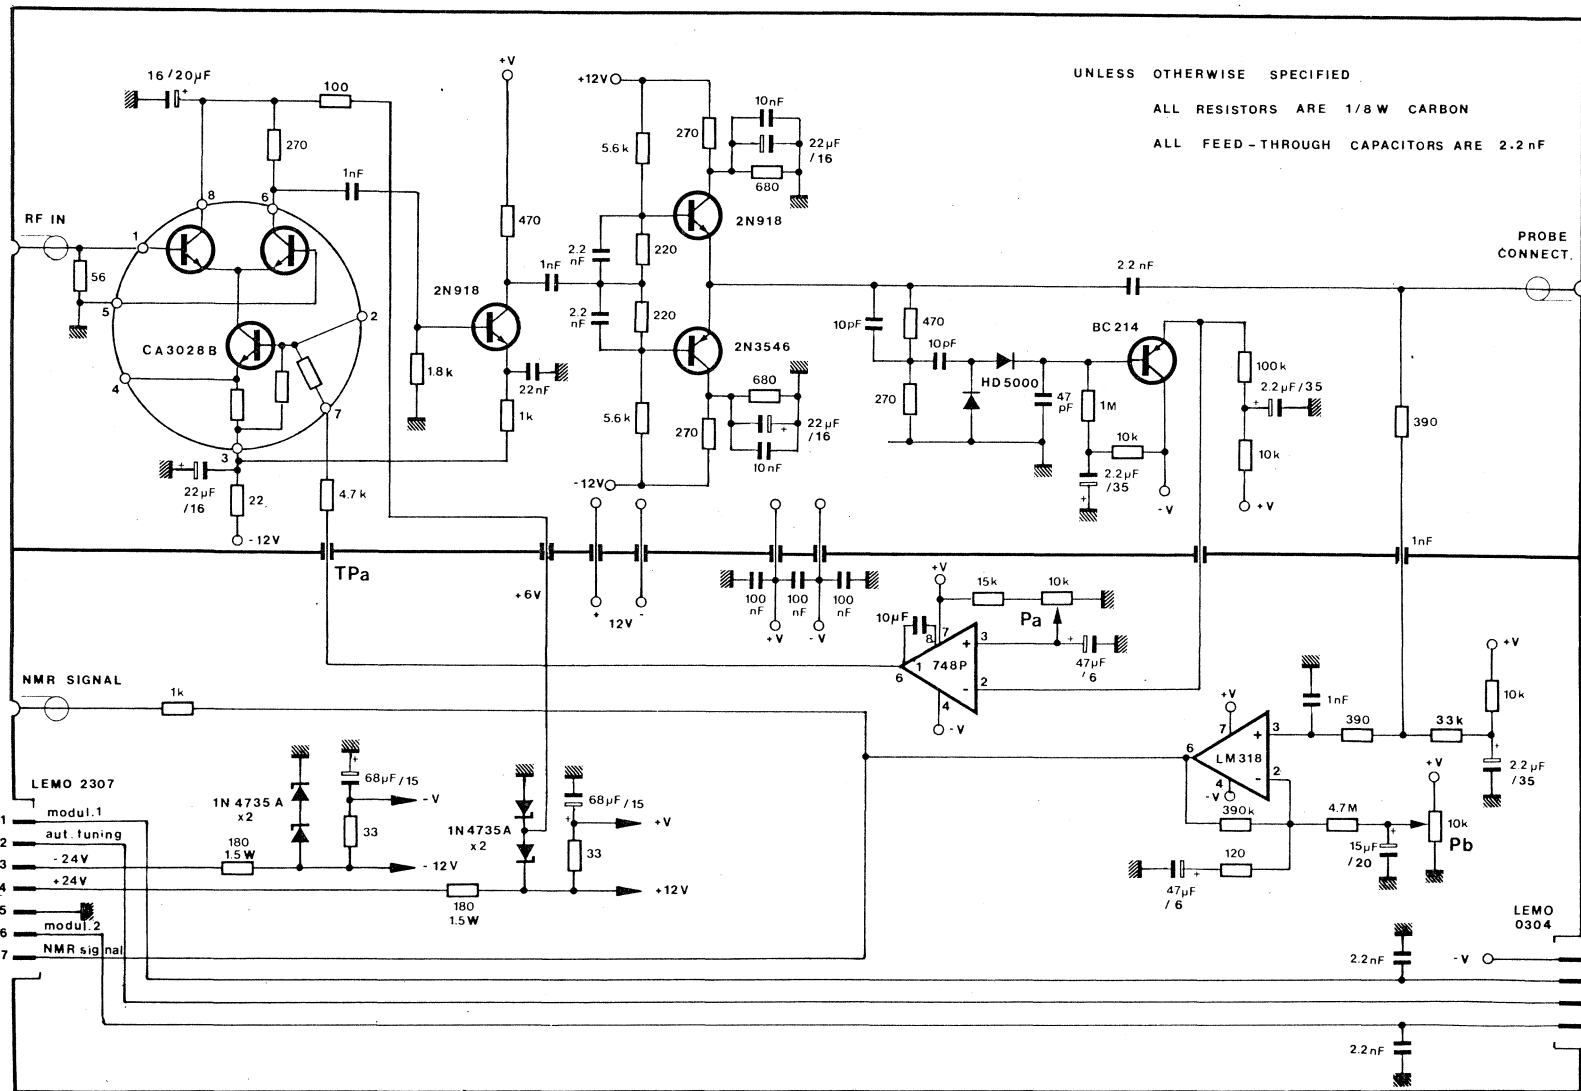 UNLESS OTHERWISE SPECIFIED
ALL RESISTORS ARE 1/8 W CARBON
ALL FEED-THROUGH CAPACITORS ARE 2.2 nF
16/20µF
+
100
270
1nF
8
6
RF IN
1
56
5
2
CA3028B
4
7
3
+
22µF
/16
22
-12V
4.7k
+V
470
2N918
1.8k
22nF
1k
1nF
+12V
5.6k
270
10nF
22µF
/16
680
2N918
2.2
nF
220
2.2
nF
220
2N3546
5.6k
270
680
+
22µF
/16
10nF
-12V
10pF
470
270
10pF
HD5000
47
pF
1M
BC214
10k
+
2.2µF
/35
-V
100k
+
2.2µF/35
10k
+V
2.2 nF
PROBE
CONNECT.
390
1nF
TPa
+6V
+
12V
-
100
nF
100
nF
100
nF
+V
-V
+V
15k
10k
Pa
10µF
8
7
+
3
1
748P
6
-
2
4
-V
+
47µF
/6
NMR SIGNAL
1k
+V
7
6
LM318
+
3
-
2
4
-V
1nF
390
33k
+V
10k
+
2.2µF
/35
390k
4.7M
+V
10k
Pb
+
15µF
/20
120
+
47µF
/6
LEMO 2307
1 modul.1
2 aut.tuning
3 -24V
4 +24V
5
6 modul.2
7 NMR signal
180
1.5W
1N4735A
x2
+
68µF/15
-V
33
-12V
180
1.5W
1N4735A
x2
68µF/15
+
+V
33
+12V
LEMO
0304
2.2nF
-V
2.2nF